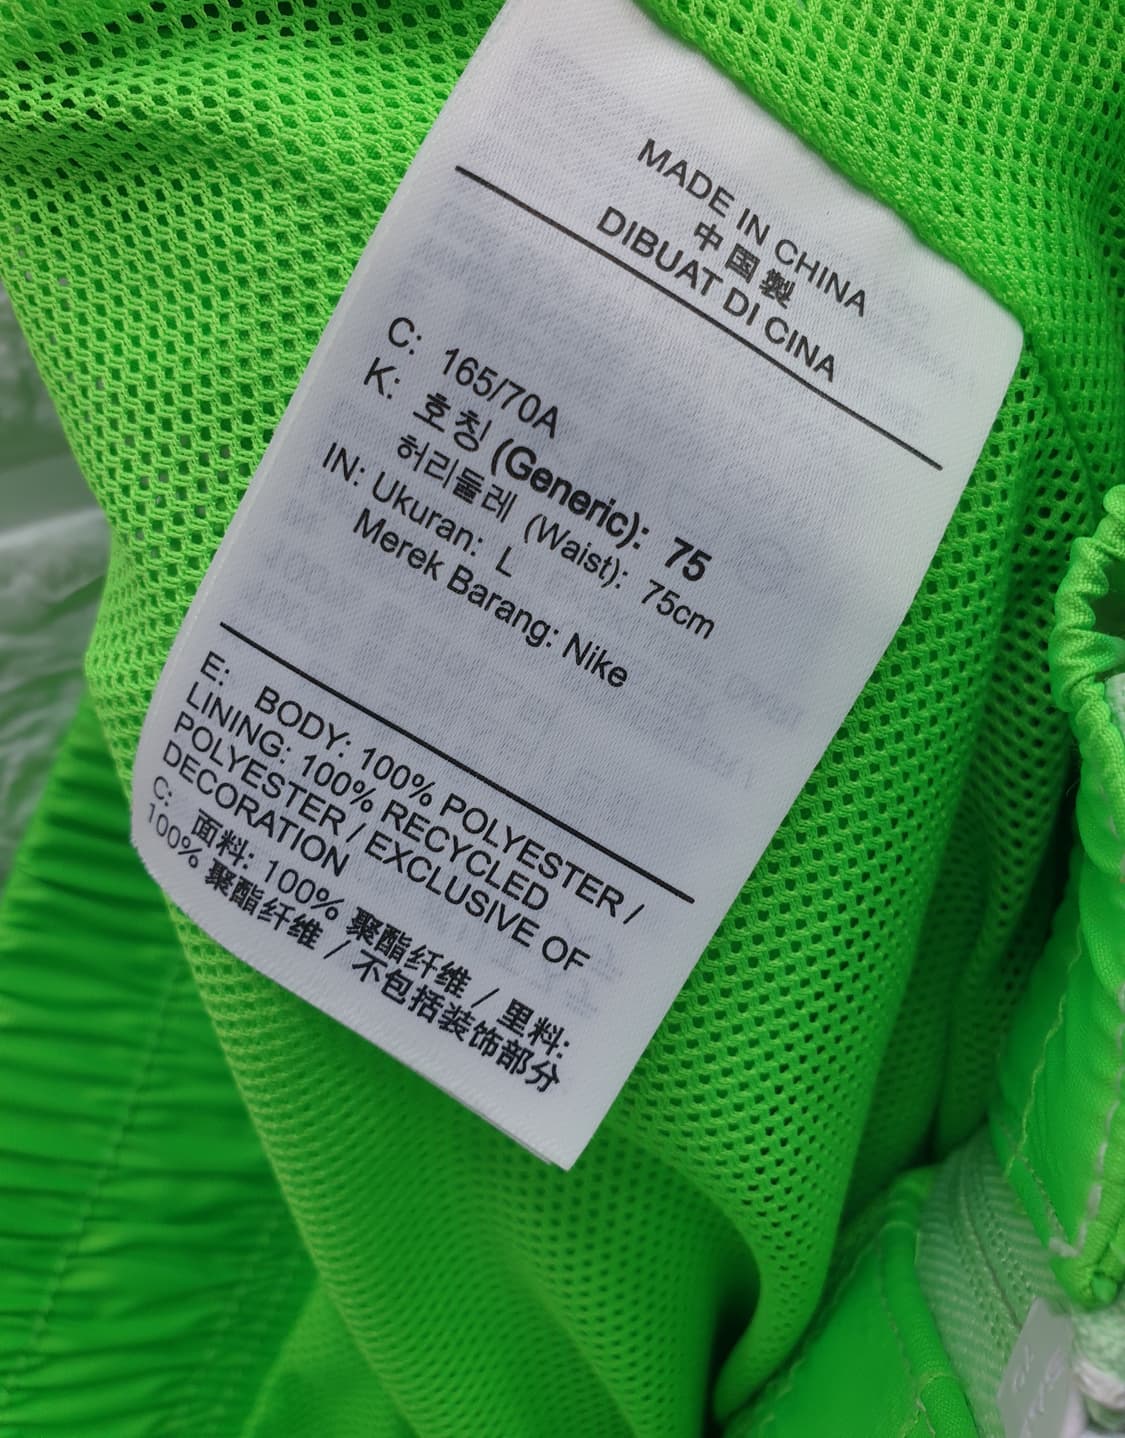 MADE IN CHINA
中国製
DIBUAT DI CINA
C: 165/70A
K: 호칭 (Generic): 75
허리둘레 (Waist): 75cm
IN: Ukuran: L
Merek Barang: Nike
E: BODY: 100% POLYESTER /
LINING: 100% RECYCLED
POLYESTER / EXCLUSIVE OF
DECORATION
C: 面料: 100% 聚酯纤维 / 里料:
100% 聚酯纤维 / 不包括装饰部分